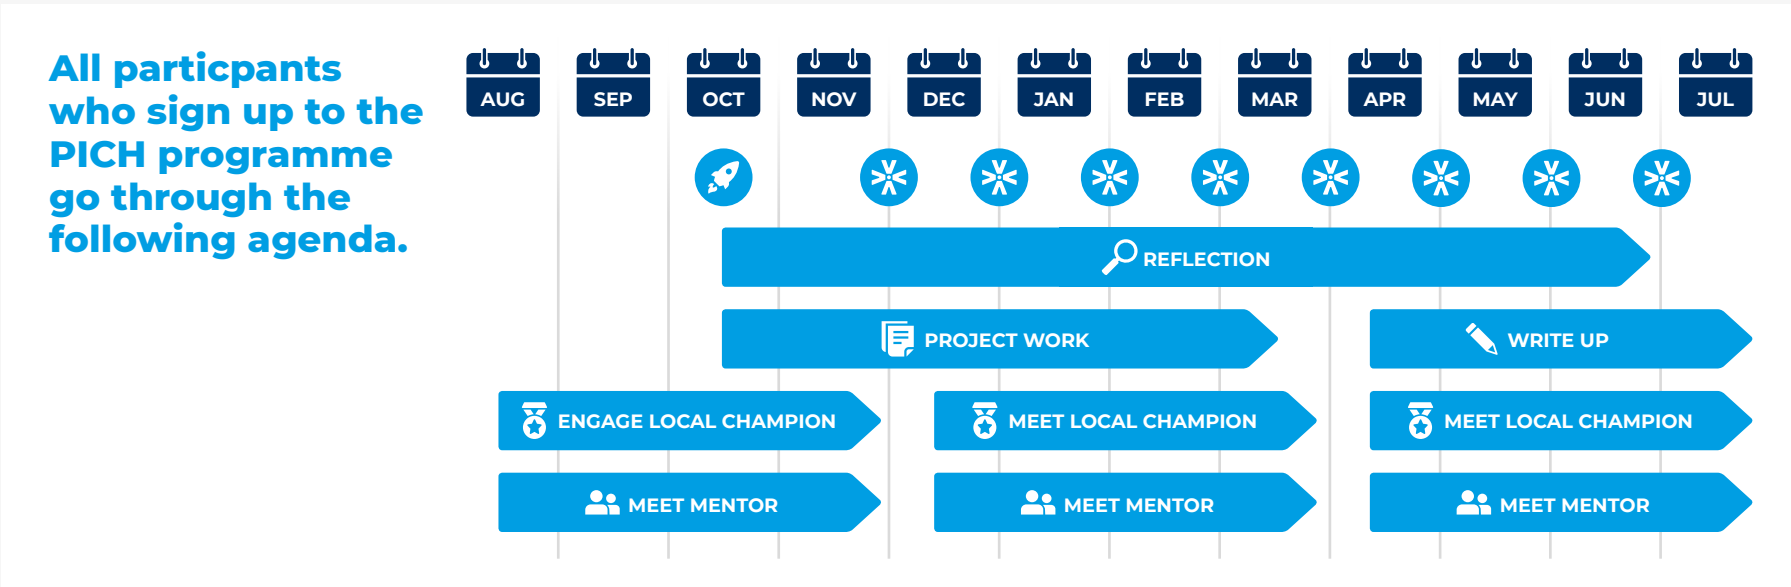 All particpants
who sign up to the
PICH programme
go through the
following agenda.
AUG SEP OCT NOV DEC JAN FEB MAR APR MAY JUN JUL
REFLECTION
PROJECT WORK WRITE UP
ENGAGE LOCAL CHAMPION MEET LOCAL CHAMPION MEET LOCAL CHAMPION
MEET MENTOR MEET MENTOR MEET MENTOR